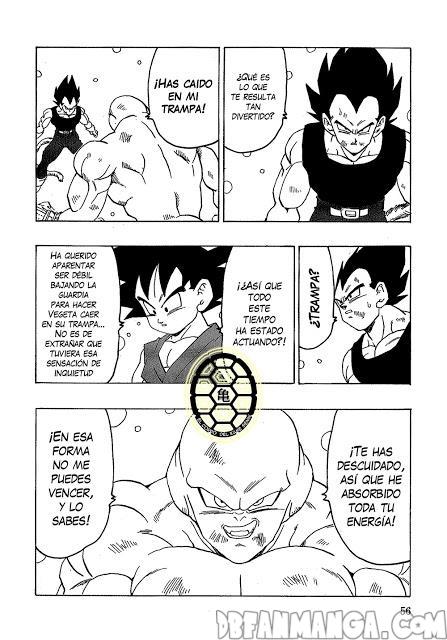 ¿QUÉ ES
LO QUE
TE RESULTA
TAN
DIVERTIDO?
¡HAS CAIDO
EN MI
TRAMPA!
¿TRAMPA?
¡¿ASÍ QUE
TODO
ESTE
TIEMPO
HA ESTADO
ACTUANDO?!
HA QUERIDO
APARENTAR
SER DÉBIL
BAJANDO LA
GUARDIA
PARA HACER
VEGETA CAER
EN SU TRAMPA...
NO ES DE
EXTRAÑAR QUE
TUVIERA ESA
SENSACIÓN DE
INQUIETUD
亀
¡TE HAS
DESCUIDADO,
ASÍ QUE HE
ABSORBIDO
TODA TU
ENERGÍA!
¡EN ESA
FORMA
NO ME
PUEDES
VENCER,
Y LO
SABES!
56
DBFANMANGA.COM